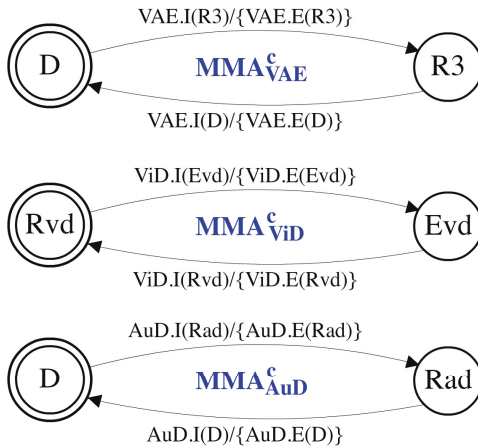 VAE.I(R3)/{VAE.E(R3)}
D MMA^c_VAE R3
VAE.I(D)/{VAE.E(D)}
ViD.I(Evd)/{ViD.E(Evd)}
Rvd MMA^c_ViD Evd
ViD.I(Rvd)/{ViD.E(Rvd)}
AuD.I(Rad)/{AuD.E(Rad)}
D MMA^c_AuD Rad
AuD.I(D)/{AuD.E(D)}